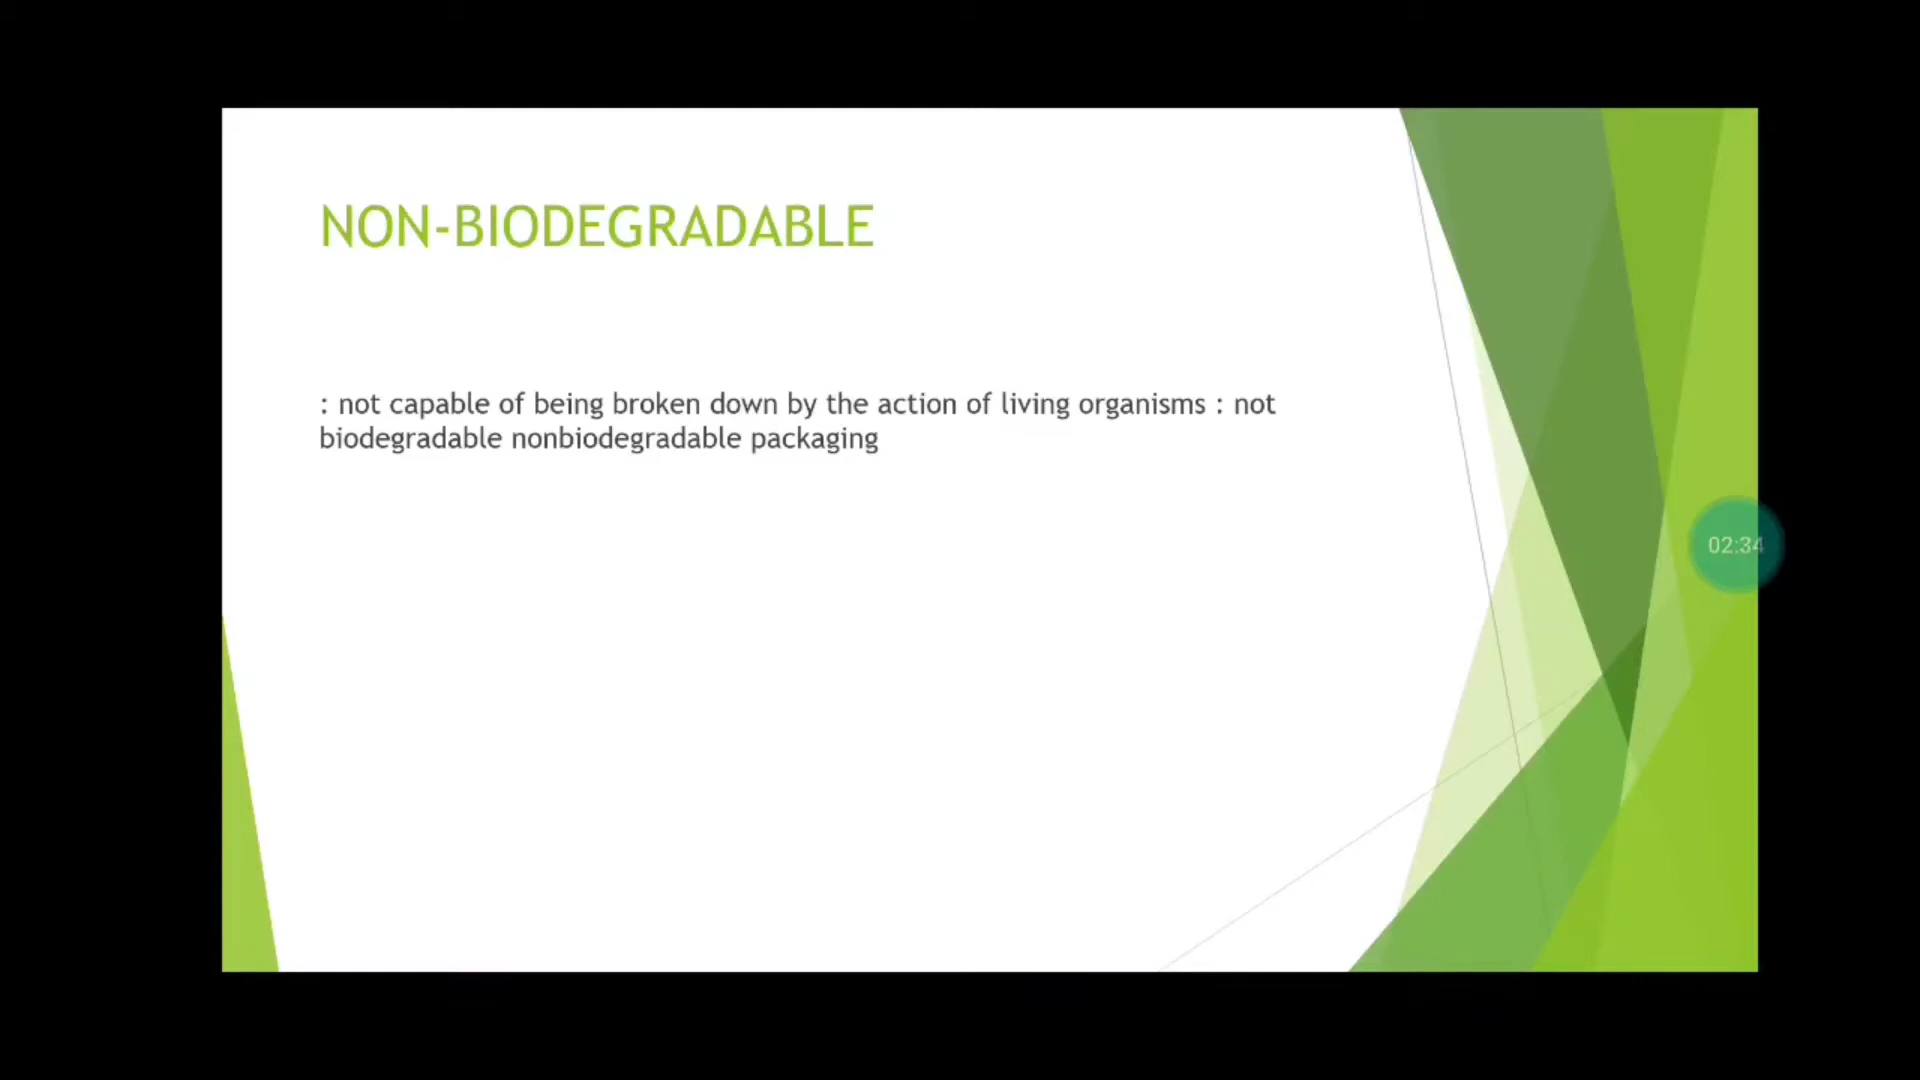 NON-BIODEGRADABLE
: not capable of being broken down by the action of living organisms : not
biodegradable nonbiodegradable packaging
02:34